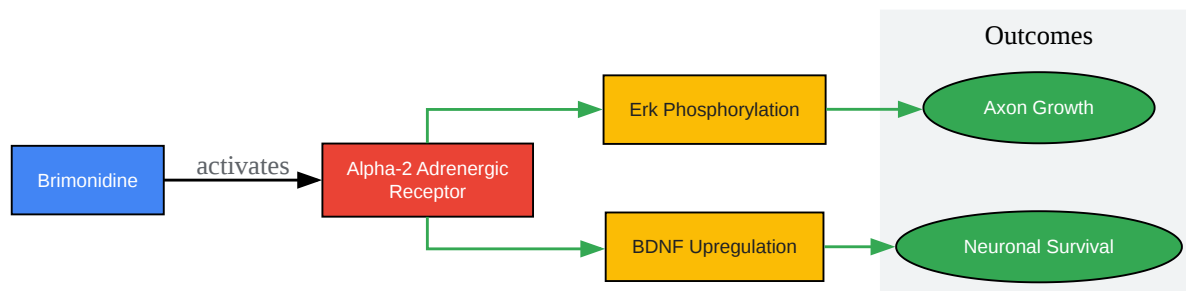 Outcomes
Erk Phosphorylation
Axon Growth
Brimonidine
activates
Alpha-2 Adrenergic
Receptor
BDNF Upregulation
Neuronal Survival